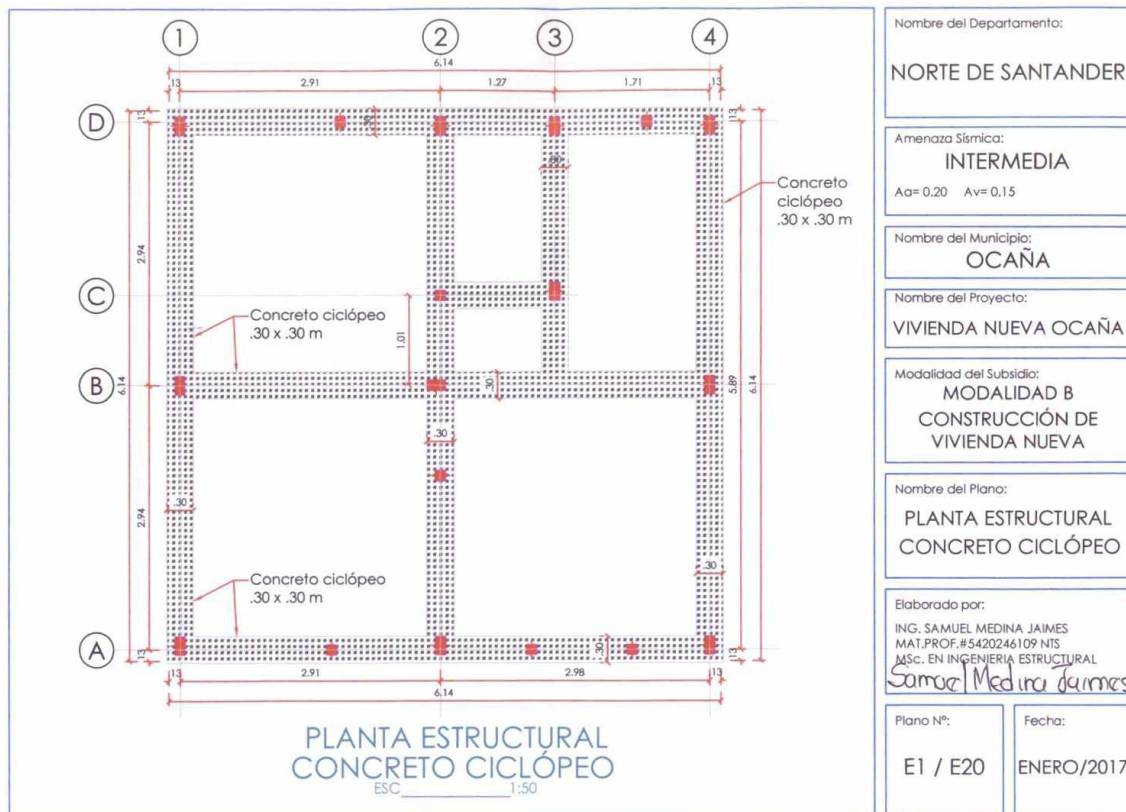 1
2
3
4
6.14
13
2.91
1.27
1.71
13
D
13
.30
13
.30
Concreto
ciclópeo
.30 x .30 m
2.94
C
Concreto ciclópeo
.30 x .30 m
1.01
B
6.14
.30
5.89
6.14
.30
2.94
.30
.30
Concreto ciclópeo
.30 x .30 m
A
.30
13
13
13
2.91
2.98
13
6.14
PLANTA ESTRUCTURAL
CONCRETO CICLÓPEO
ESC____________1:50
Nombre del Departamento:
NORTE DE SANTANDER
Amenaza Sísmica:
INTERMEDIA
Aa= 0.20 Av= 0.15
Nombre del Municipio:
OCAÑA
Nombre del Proyecto:
VIVIENDA NUEVA OCAÑA
Modalidad del Subsidio:
MODALIDAD B
CONSTRUCCIÓN DE
VIVIENDA NUEVA
Nombre del Plano:
PLANTA ESTRUCTURAL
CONCRETO CICLÓPEO
Elaborado por:
ING. SAMUEL MEDINA JAIMES
MAT.PROF.#5420246109 NTS
MSc. EN INGENIERIA ESTRUCTURAL
Samuel Medina Jaimes
Plano Nº:
E1 / E20
Fecha:
ENERO/2017